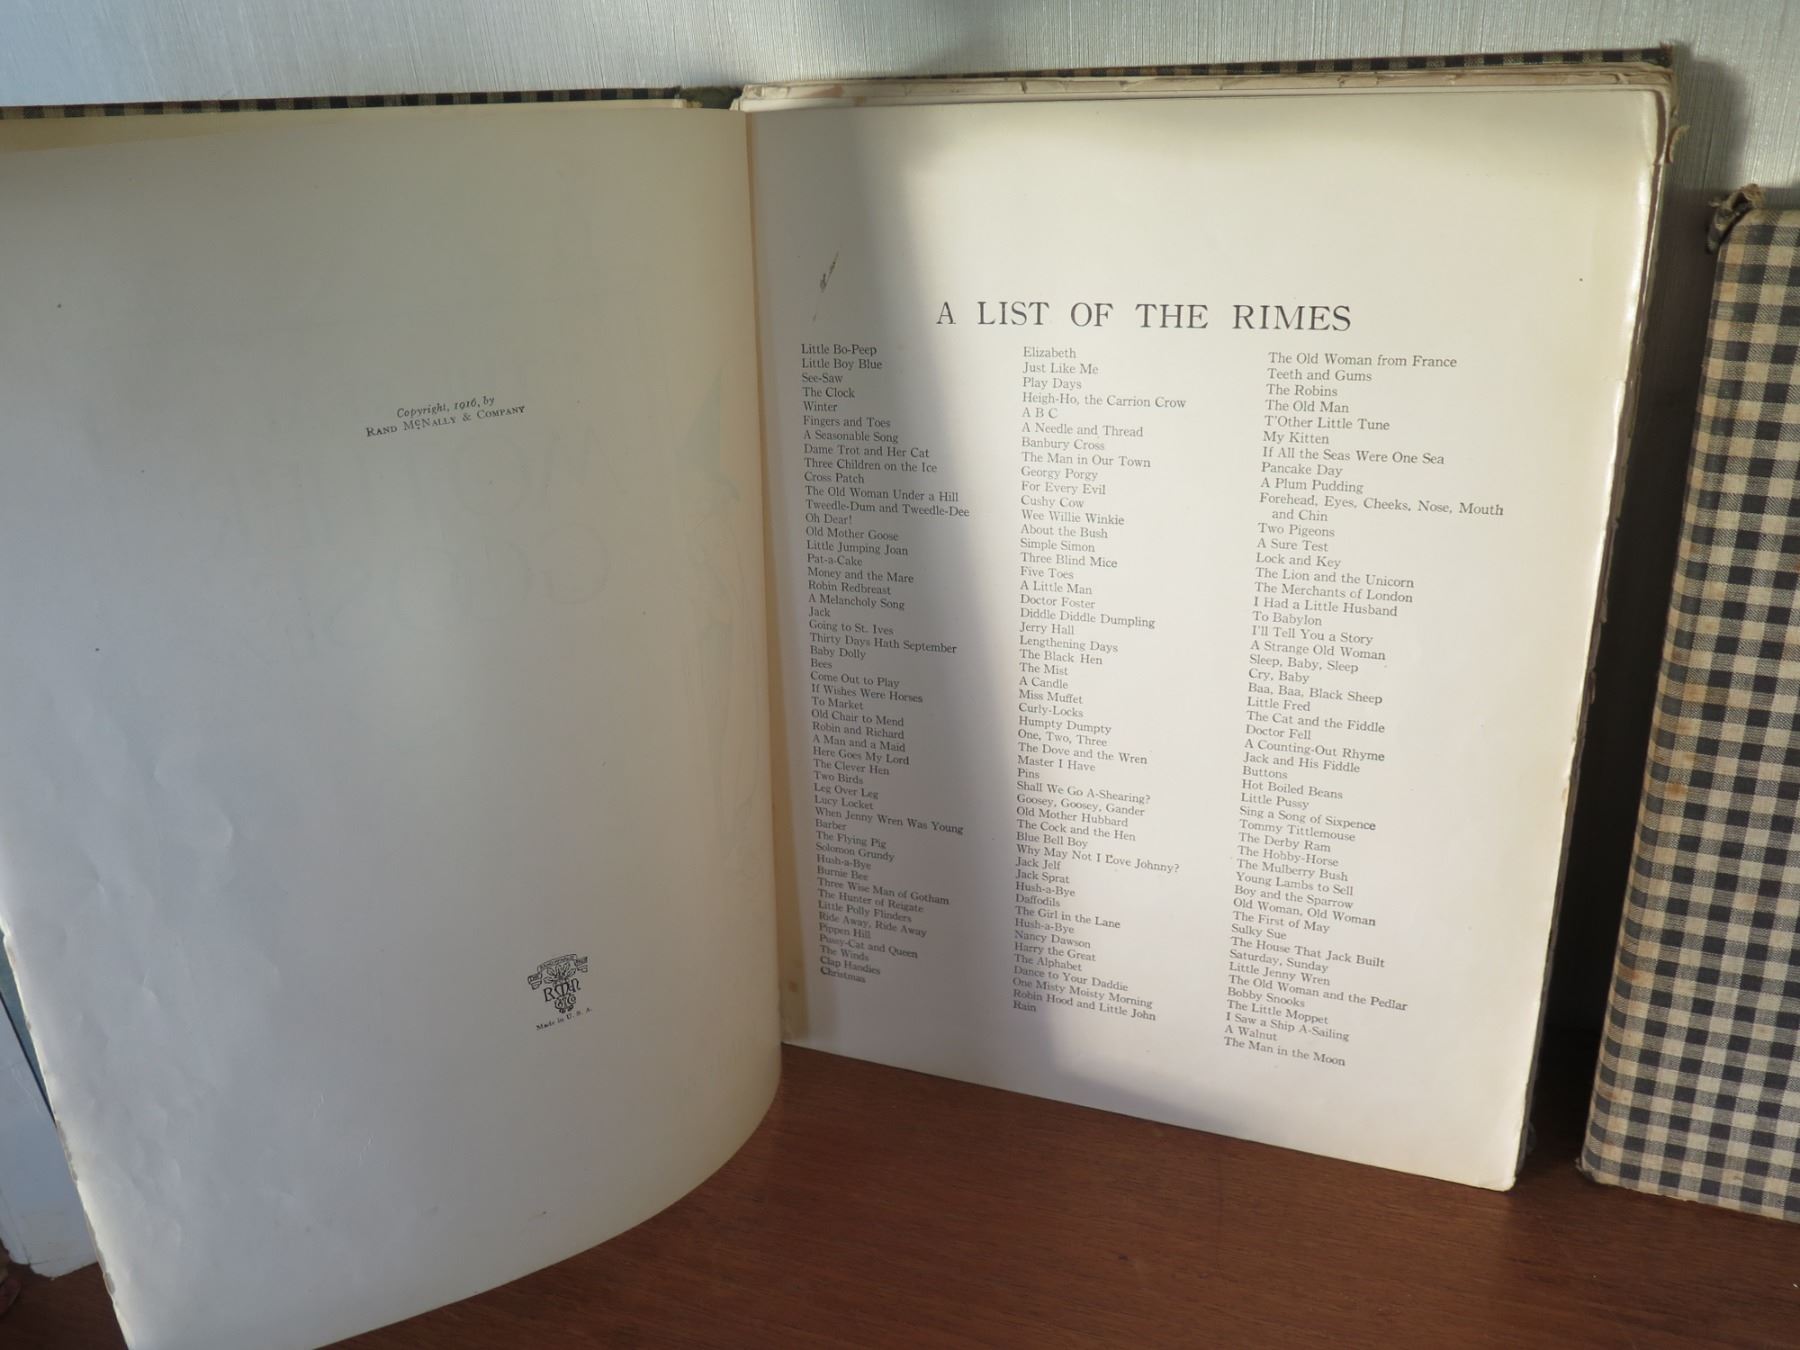 Copyright, 1916, by
RAND McNALLY & COMPANY
RMN
Made in U. S. A.
A LIST OF THE RIMES
Little Bo-Peep
Little Boy Blue
See-Saw
The Clock
Winter
Fingers and Toes
A Seasonable Song
Dame Trot and Her Cat
Three Children on the Ice
Cross Patch
The Old Woman Under a Hill
Tweedle-Dum and Tweedle-Dee
Oh Dear!
Old Mother Goose
Little Jumping Joan
Pat-a-Cake
Money and the Mare
Robin Redbreast
A Melancholy Song
Jack
Going to St. Ives
Thirty Days Hath September
Baby Dolly
Bees
Come Out to Play
If Wishes Were Horses
To Market
Old Chair to Mend
Robin and Richard
A Man and a Maid
Here Goes My Lord
The Clever Hen
Two Birds
Leg Over Leg
Lucy Locket
When Jenny Wren Was Young
Barber
The Flying Pig
Solomon Grundy
Hush-a-Bye
Burnie Bee
Three Wise Man of Gotham
The Hunter of Reigate
Little Polly Flinders
Ride Away, Ride Away
Pippen Hill
Pussy-Cat and Queen
The Winds
Clap Handies
Christmas
Elizabeth
Just Like Me
Play Days
Heigh-Ho, the Carrion Crow
A B C
A Needle and Thread
Banbury Cross
The Man in Our Town
Georgy Porgy
For Every Evil
Cushy Cow
Wee Willie Winkie
About the Bush
Simple Simon
Three Blind Mice
Five Toes
A Little Man
Doctor Foster
Diddle Diddle Dumpling
Jerry Hall
Lengthening Days
The Black Hen
The Mist
A Candle
Miss Muffet
Curly-Locks
Humpty Dumpty
One, Two, Three
The Dove and the Wren
Master I Have
Pins
Shall We Go A-Shearing?
Goosey, Goosey, Gander
Old Mother Hubbard
The Cock and the Hen
Blue Bell Boy
Why May Not I Love Johnny?
Jack Jelf
Jack Sprat
Hush-a-Bye
Daffodils
The Girl in the Lane
Hush-a-Bye
Nancy Dawson
Harry the Great
The Alphabet
Dance to Your Daddie
One Misty Moisty Morning
Robin Hood and Little John
Rain
The Old Woman from France
Teeth and Gums
The Robins
The Old Man
T'Other Little Tune
My Kitten
If All the Seas Were One Sea
Pancake Day
A Plum Pudding
Forehead, Eyes, Cheeks, Nose, Mouth
and Chin
Two Pigeons
A Sure Test
Lock and Key
The Lion and the Unicorn
The Merchants of London
I Had a Little Husband
To Babylon
I'll Tell You a Story
A Strange Old Woman
Sleep, Baby, Sleep
Cry, Baby
Baa, Baa, Black Sheep
Little Fred
The Cat and the Fiddle
Doctor Fell
A Counting-Out Rhyme
Jack and His Fiddle
Buttons
Hot Boiled Beans
Little Pussy
Sing a Song of Sixpence
Tommy Tittlemouse
The Derby Ram
The Hobby-Horse
The Mulberry Bush
Young Lambs to Sell
Boy and the Sparrow
Old Woman, Old Woman
The First of May
Sulky Sue
The House That Jack Built
Saturday, Sunday
Little Jenny Wren
The Old Woman and the Pedlar
Bobby Snooks
The Little Moppet
I Saw a Ship A-Sailing
A Walnut
The Man in the Moon